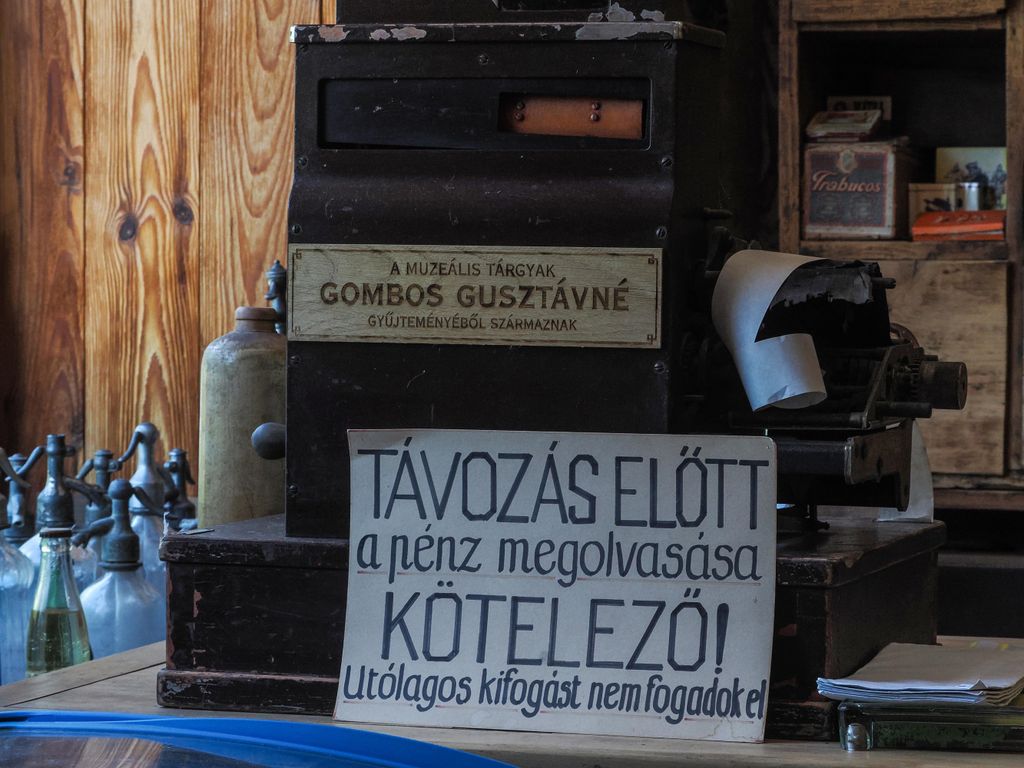 Trabucos
A MUZEÁLIS TÁRGYAK
GOMBOS GUSZTÁVNÉ
GYŰJTEMÉNYÉBŐL SZÁRMAZNAK
TÁVOZÁS ELŐTT
a pénz megolvasása
KÖTELEZŐ!
Utólagos kifogást nem fogadok el